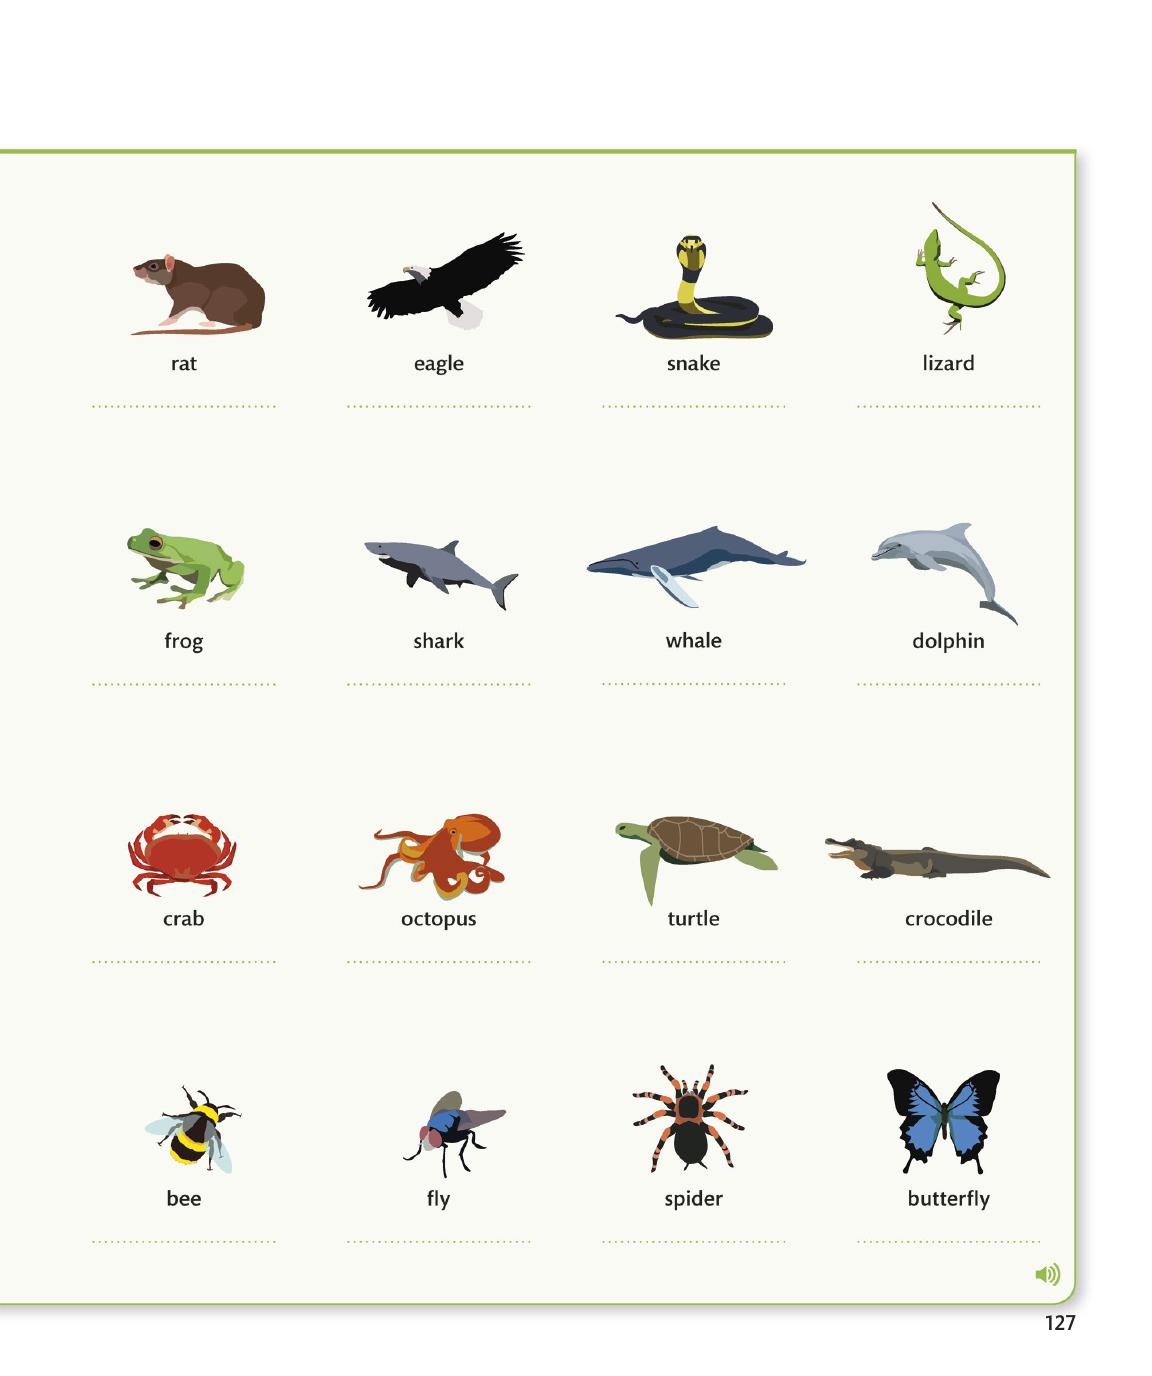 rat
eagle
snake
lizard
frog
shark
whale
dolphin
crab
octopus
turtle
crocodile
bee
fly
spider
butterfly
127